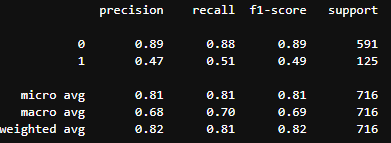 precision recall f1-score support
0 0.89 0.88 0.89 591
1 0.47 0.51 0.49 125
micro avg 0.81 0.81 0.81 716
macro avg 0.68 0.70 0.69 716
weighted avg 0.82 0.81 0.82 716